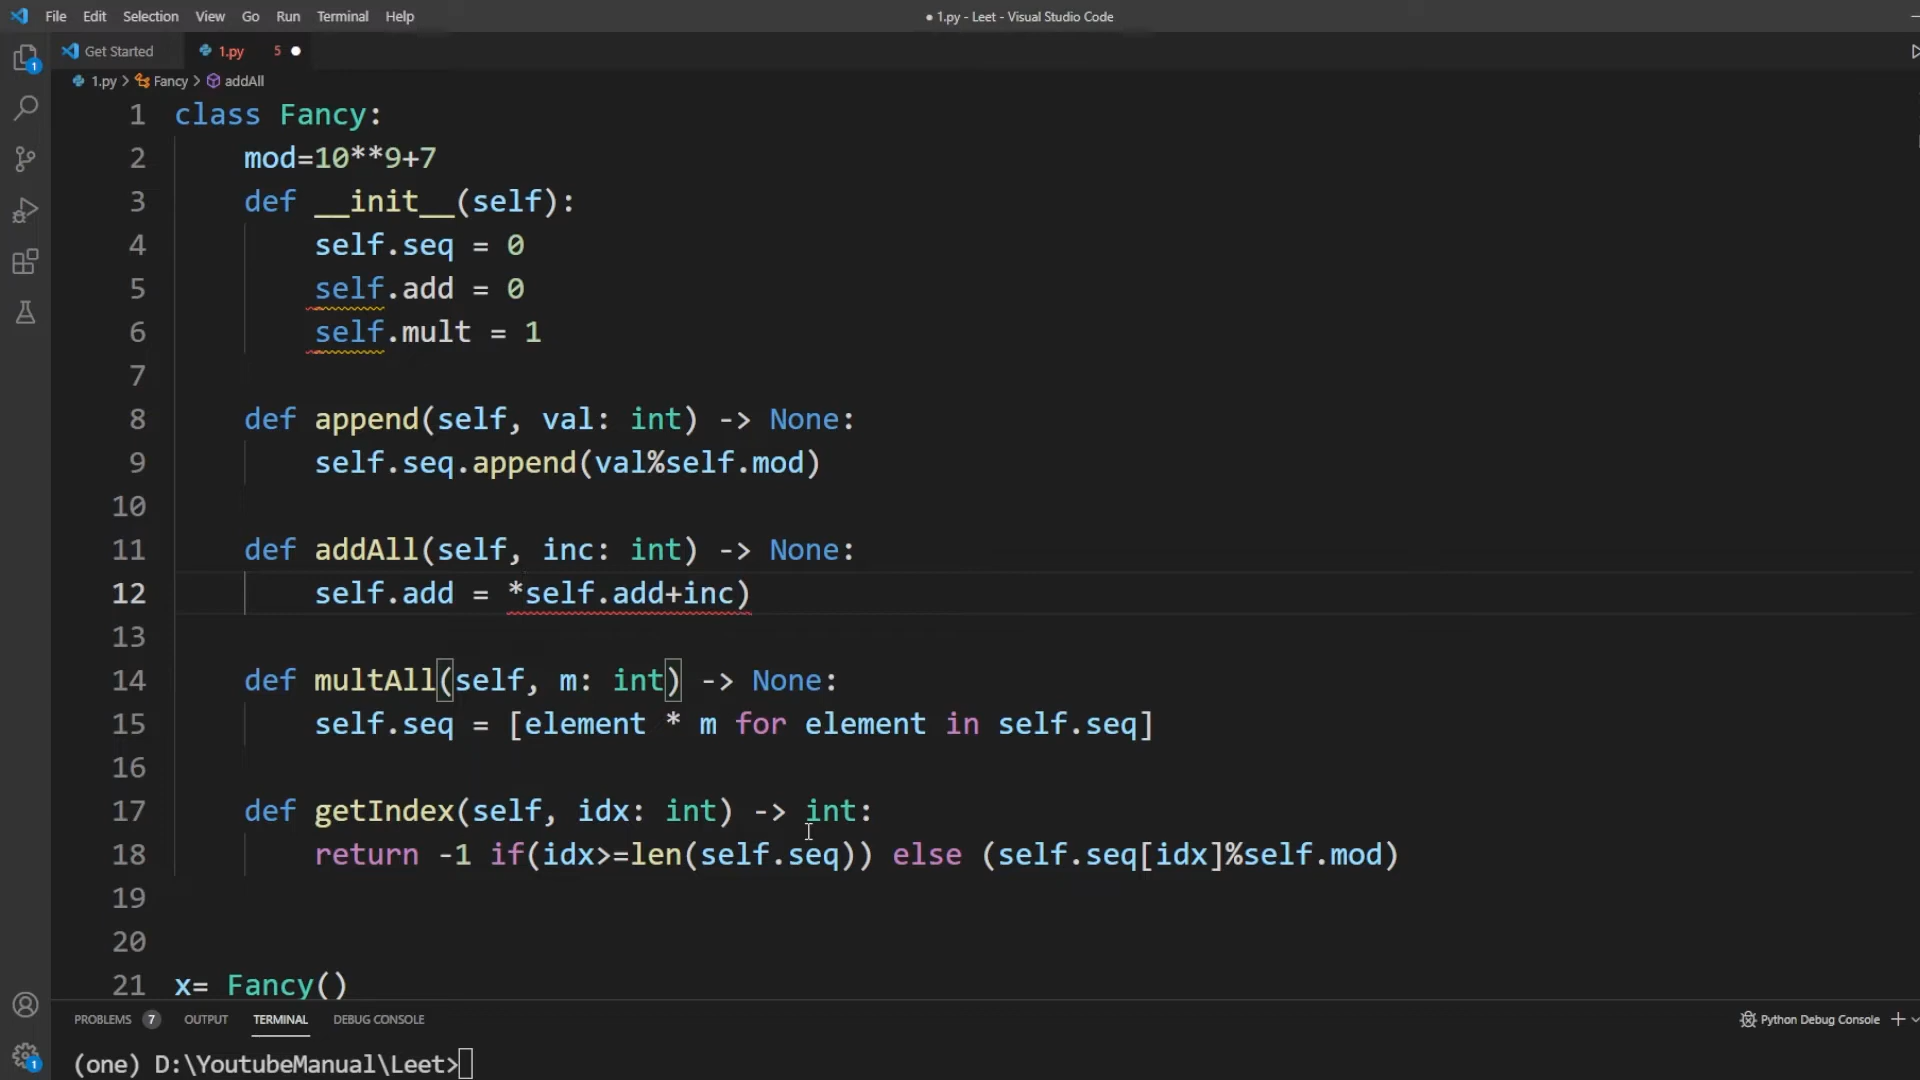 File Edit Selection View Go Run Terminal Help ● 1.py - Leet - Visual Studio Code
Get Started 1.py 5 ●
1.py > Fancy > addAll
1 class Fancy:
2 mod=10**9+7
3 def __init__(self):
4 self.seq = 0
5 self.add = 0
6 self.mult = 1
7
8 def append(self, val: int) -> None:
9 self.seq.append(val%self.mod)
10
11 def addAll(self, inc: int) -> None:
12 self.add = *self.add+inc)
13
14 def multAll(self, m: int) -> None:
15 self.seq = [element * m for element in self.seq]
16
17 def getIndex(self, idx: int) -> int:
18 return -1 if(idx>=len(self.seq)) else (self.seq[idx]%self.mod)
19
20
21 x= Fancy()
PROBLEMS 7 OUTPUT TERMINAL DEBUG CONSOLE Python Debug Console
(one) D:\YoutubeManual\Leet>
1
1